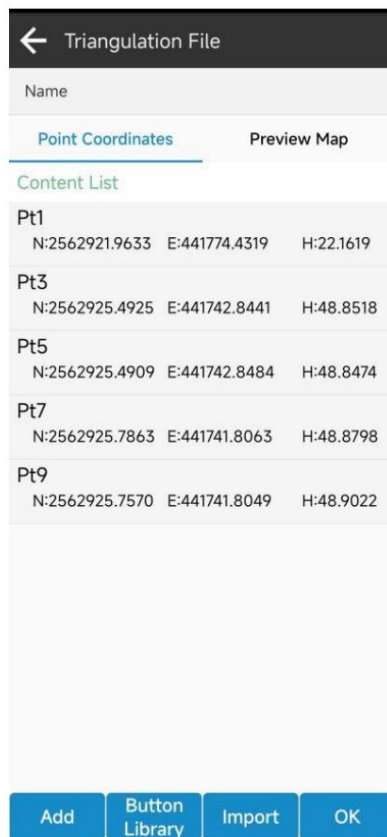 Triangulation File
Name
Point Coordinates Preview Map
Content List
Pt1
N:2562921.9633 E:441774.4319 H:22.1619
Pt3
N:2562925.4925 E:441742.8441 H:48.8518
Pt5
N:2562925.4909 E:441742.8484 H:48.8474
Pt7
N:2562925.7863 E:441741.8063 H:48.8798
Pt9
N:2562925.7570 E:441741.8049 H:48.9022
Add Button Library Import OK